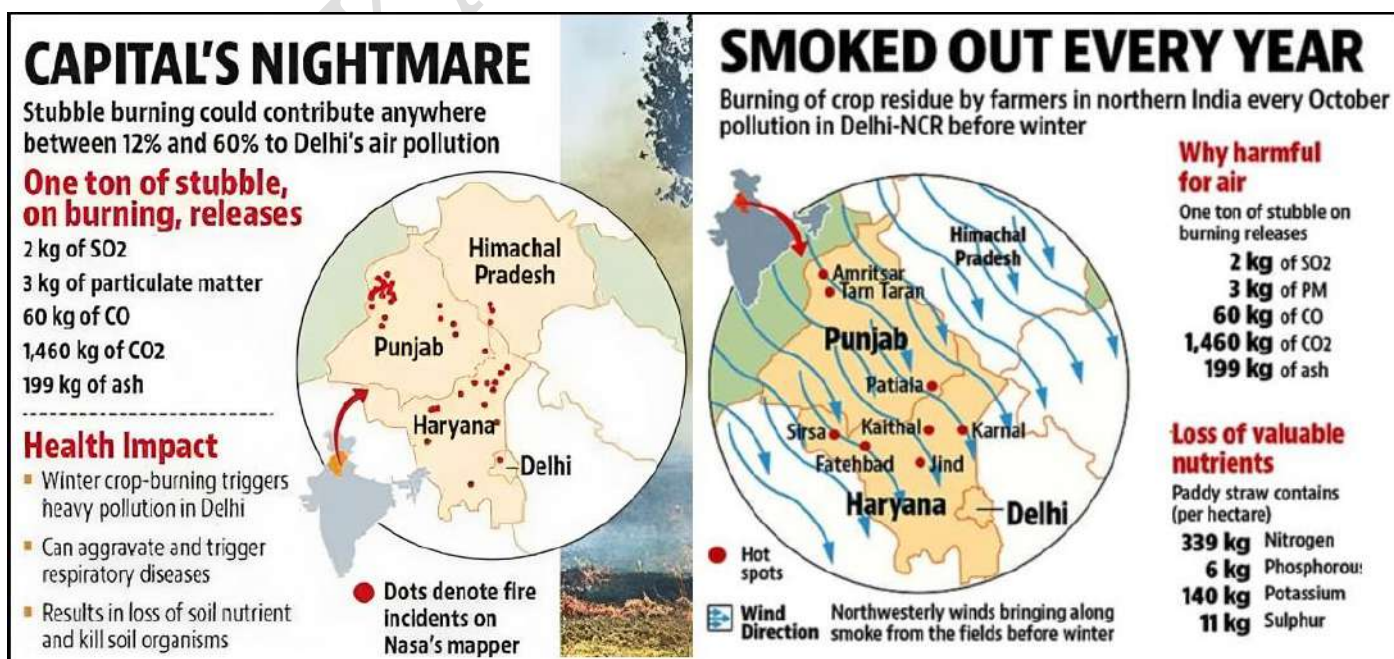 CAPITAL'S NIGHTMARE
Stubble burning could contribute anywhere
between 12% and 60% to Delhi's air pollution
One ton of stubble,
on burning, releases
2 kg of SO2
3 kg of particulate matter
60 kg of CO
1,460 kg of CO2
199 kg of ash
Health Impact
Winter crop-burning triggers
heavy pollution in Delhi
Can aggravate and trigger
respiratory diseases
Results in loss of soil nutrient
and kill soil organisms
Himachal
Pradesh
Punjab
Haryana
Delhi
Dots denote fire
incidents on
Nasa's mapper
SMOKED OUT EVERY YEAR
Burning of crop residue by farmers in northern India every October
pollution in Delhi-NCR before winter
Himachal
Pradesh
Amritsar
Tarn Taran
Punjab
Patiala
Sirsa
Kaithal
Karnal
Fatehbad
Jind
Haryana
Delhi
Hot
spots
Wind
Direction
Northwesterly winds bringing along
smoke from the fields before winter
Why harmful
for air
One ton of stubble on
burning releases
2 kg of SO2
3 kg of PM
60 kg of CO
1,460 kg of CO2
199 kg of ash
Loss of valuable
nutrients
Paddy straw contains
(per hectare)
339 kg Nitrogen
6 kg Phosphorou
140 kg Potassium
11 kg Sulphur